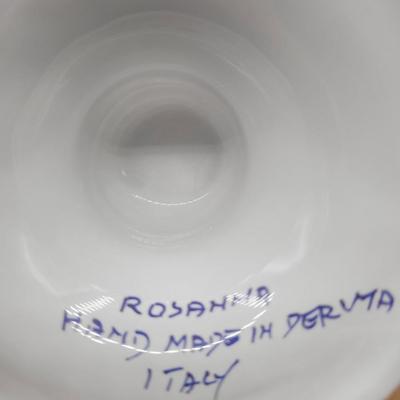 ROSANNA
HAND MADE IN DERUTA
ITALY